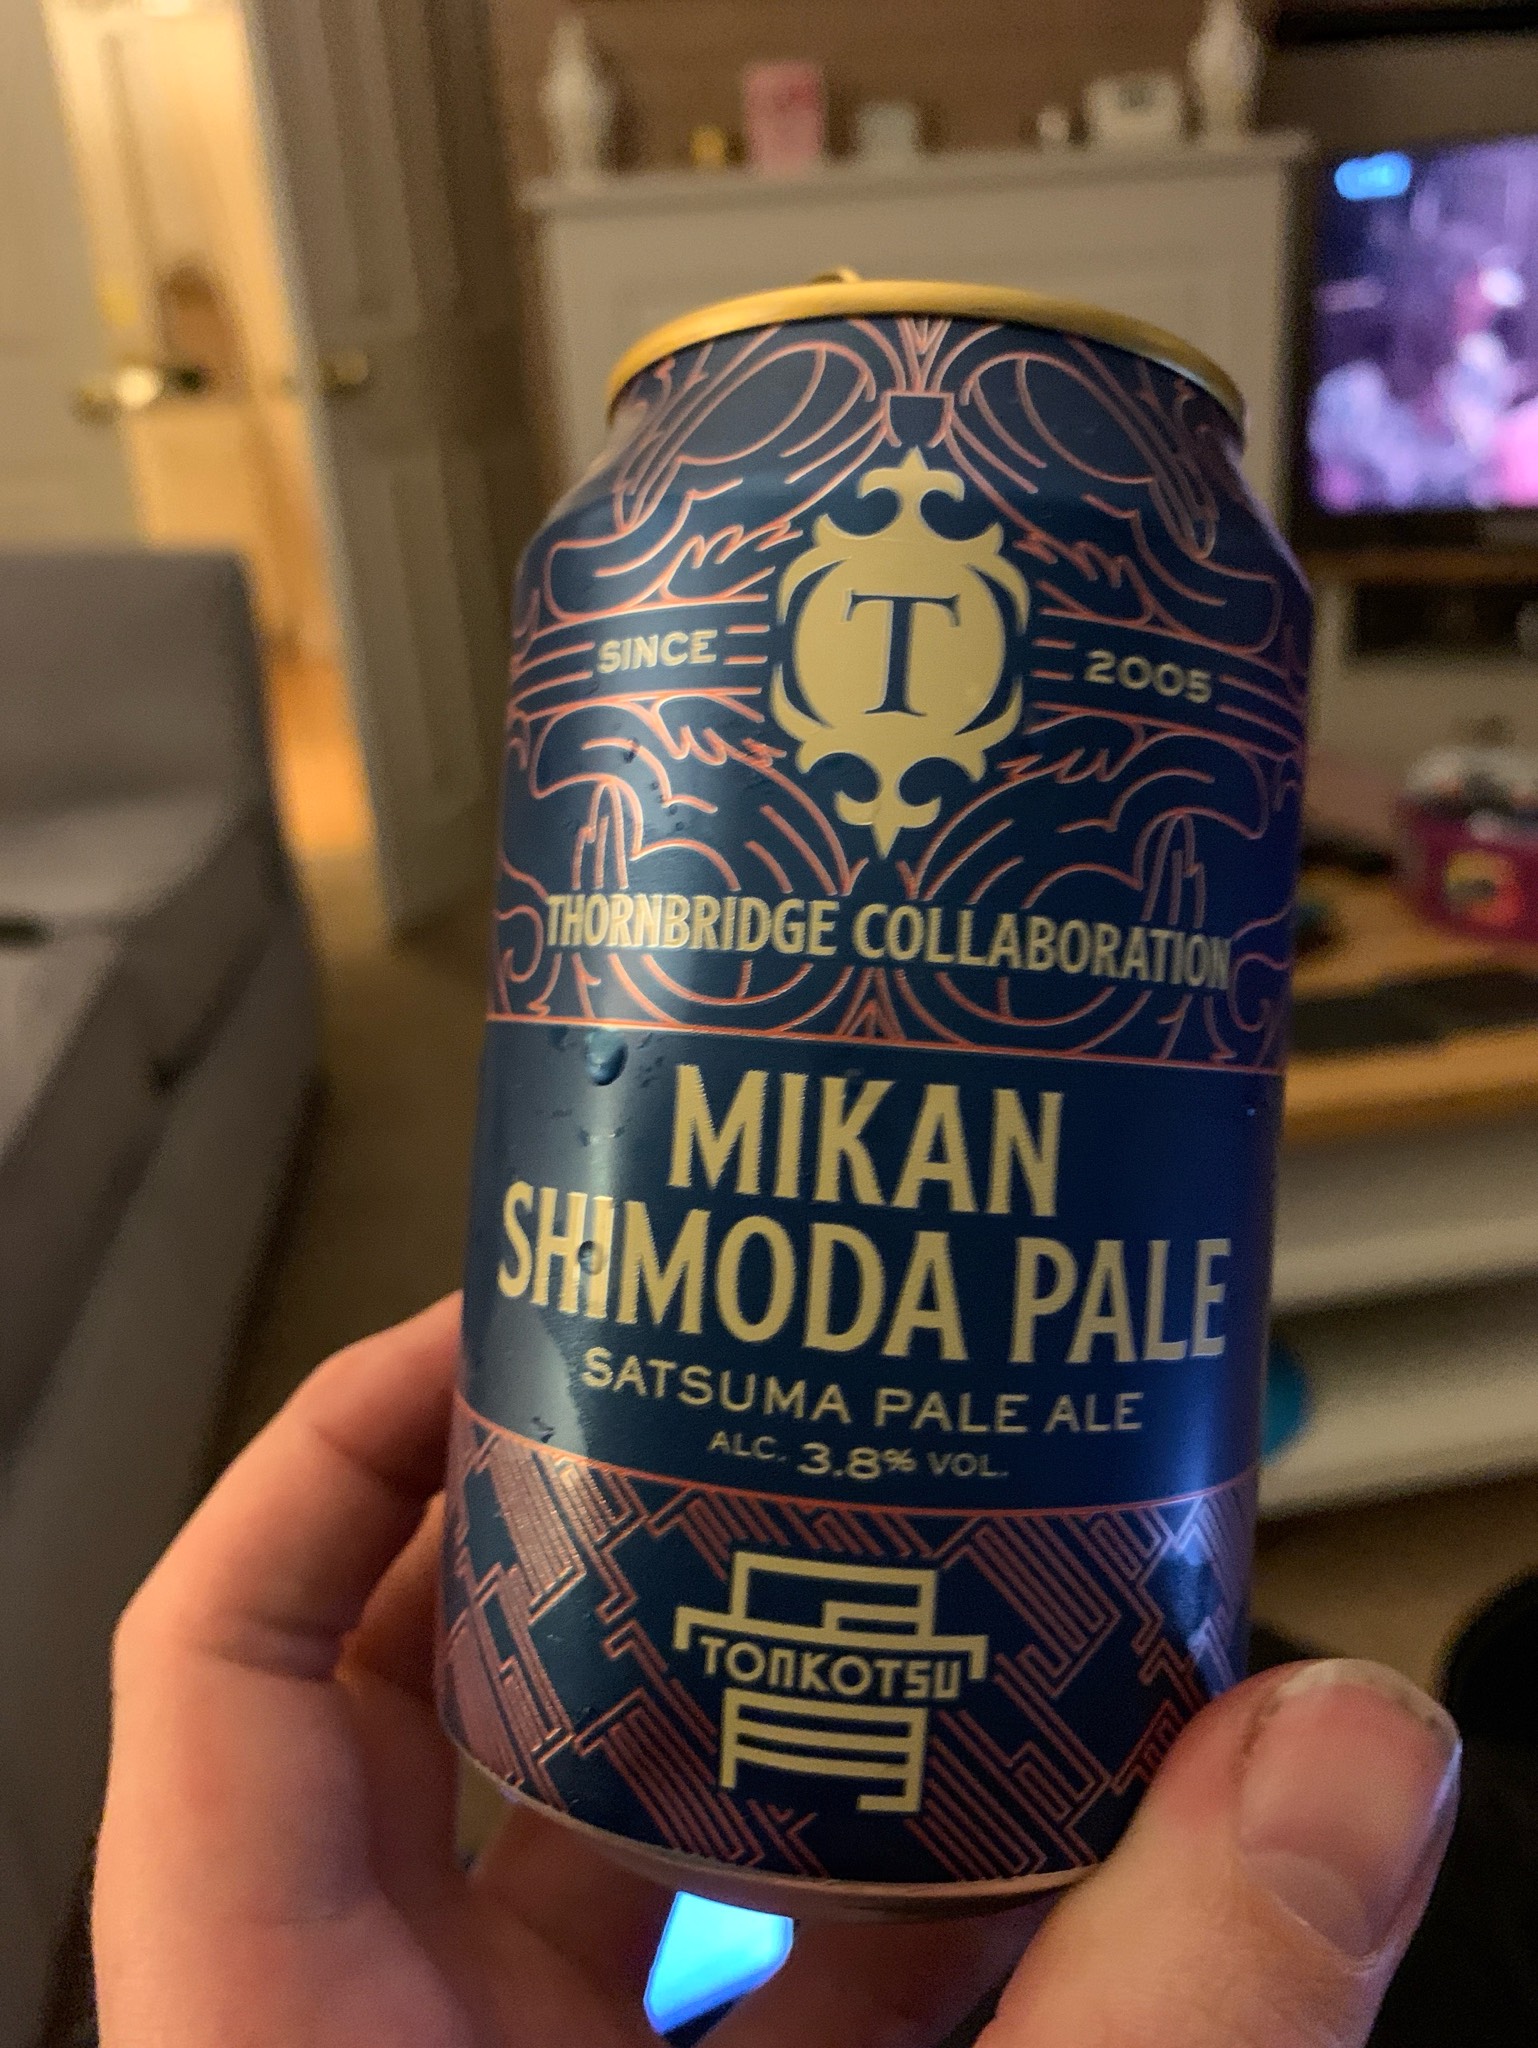 T
SINCE 2005
THORNBRIDGE COLLABORATION
MIKAN
SHIMODA PALE
SATSUMA PALE ALE
ALC. 3.8% VOL.
TONKOTSU